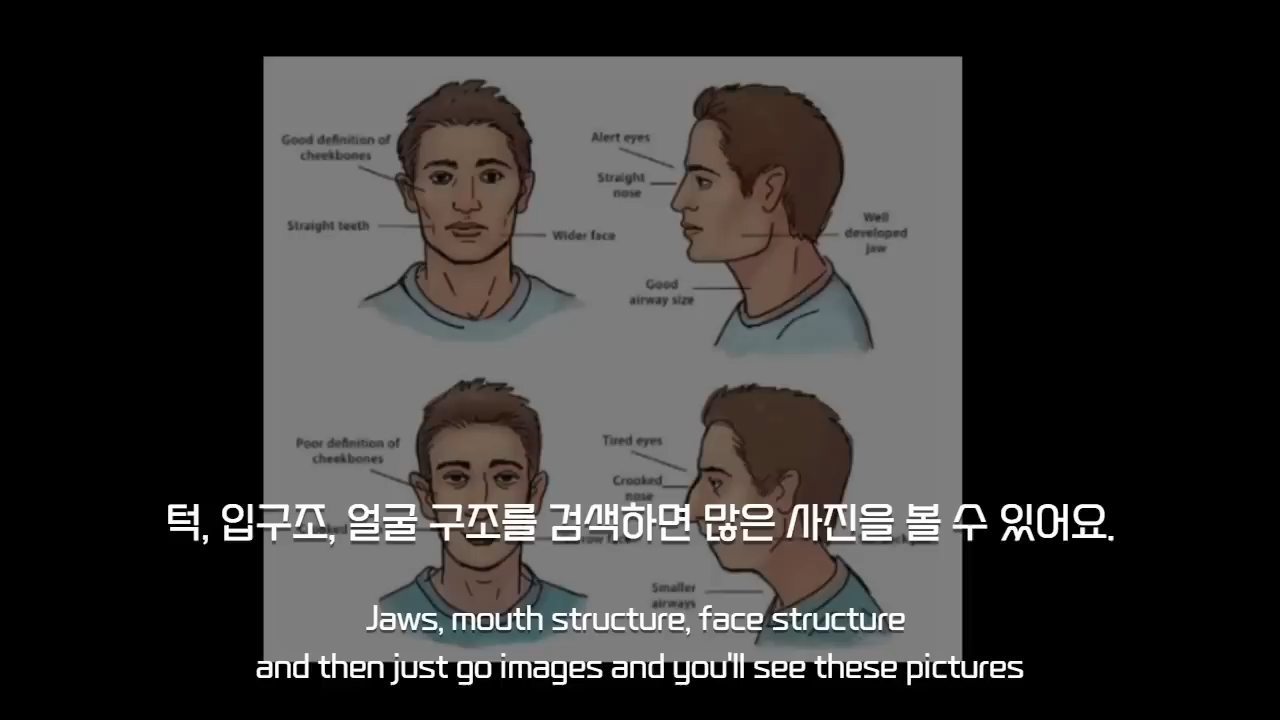 Good definition of
cheekbones
Straight teeth
Wider face
Alert eyes
Straight
nose
Well
developed
jaw
Good
airway size
Poor definition of
cheekbones
Tired eyes
Crooked
nose
Smaller
airways
턱, 입구조, 얼굴 구조를 검색하면 많은 사진을 볼 수 있어요.
Jaws, mouth structure, face structure
and then just go images and you'll see these pictures